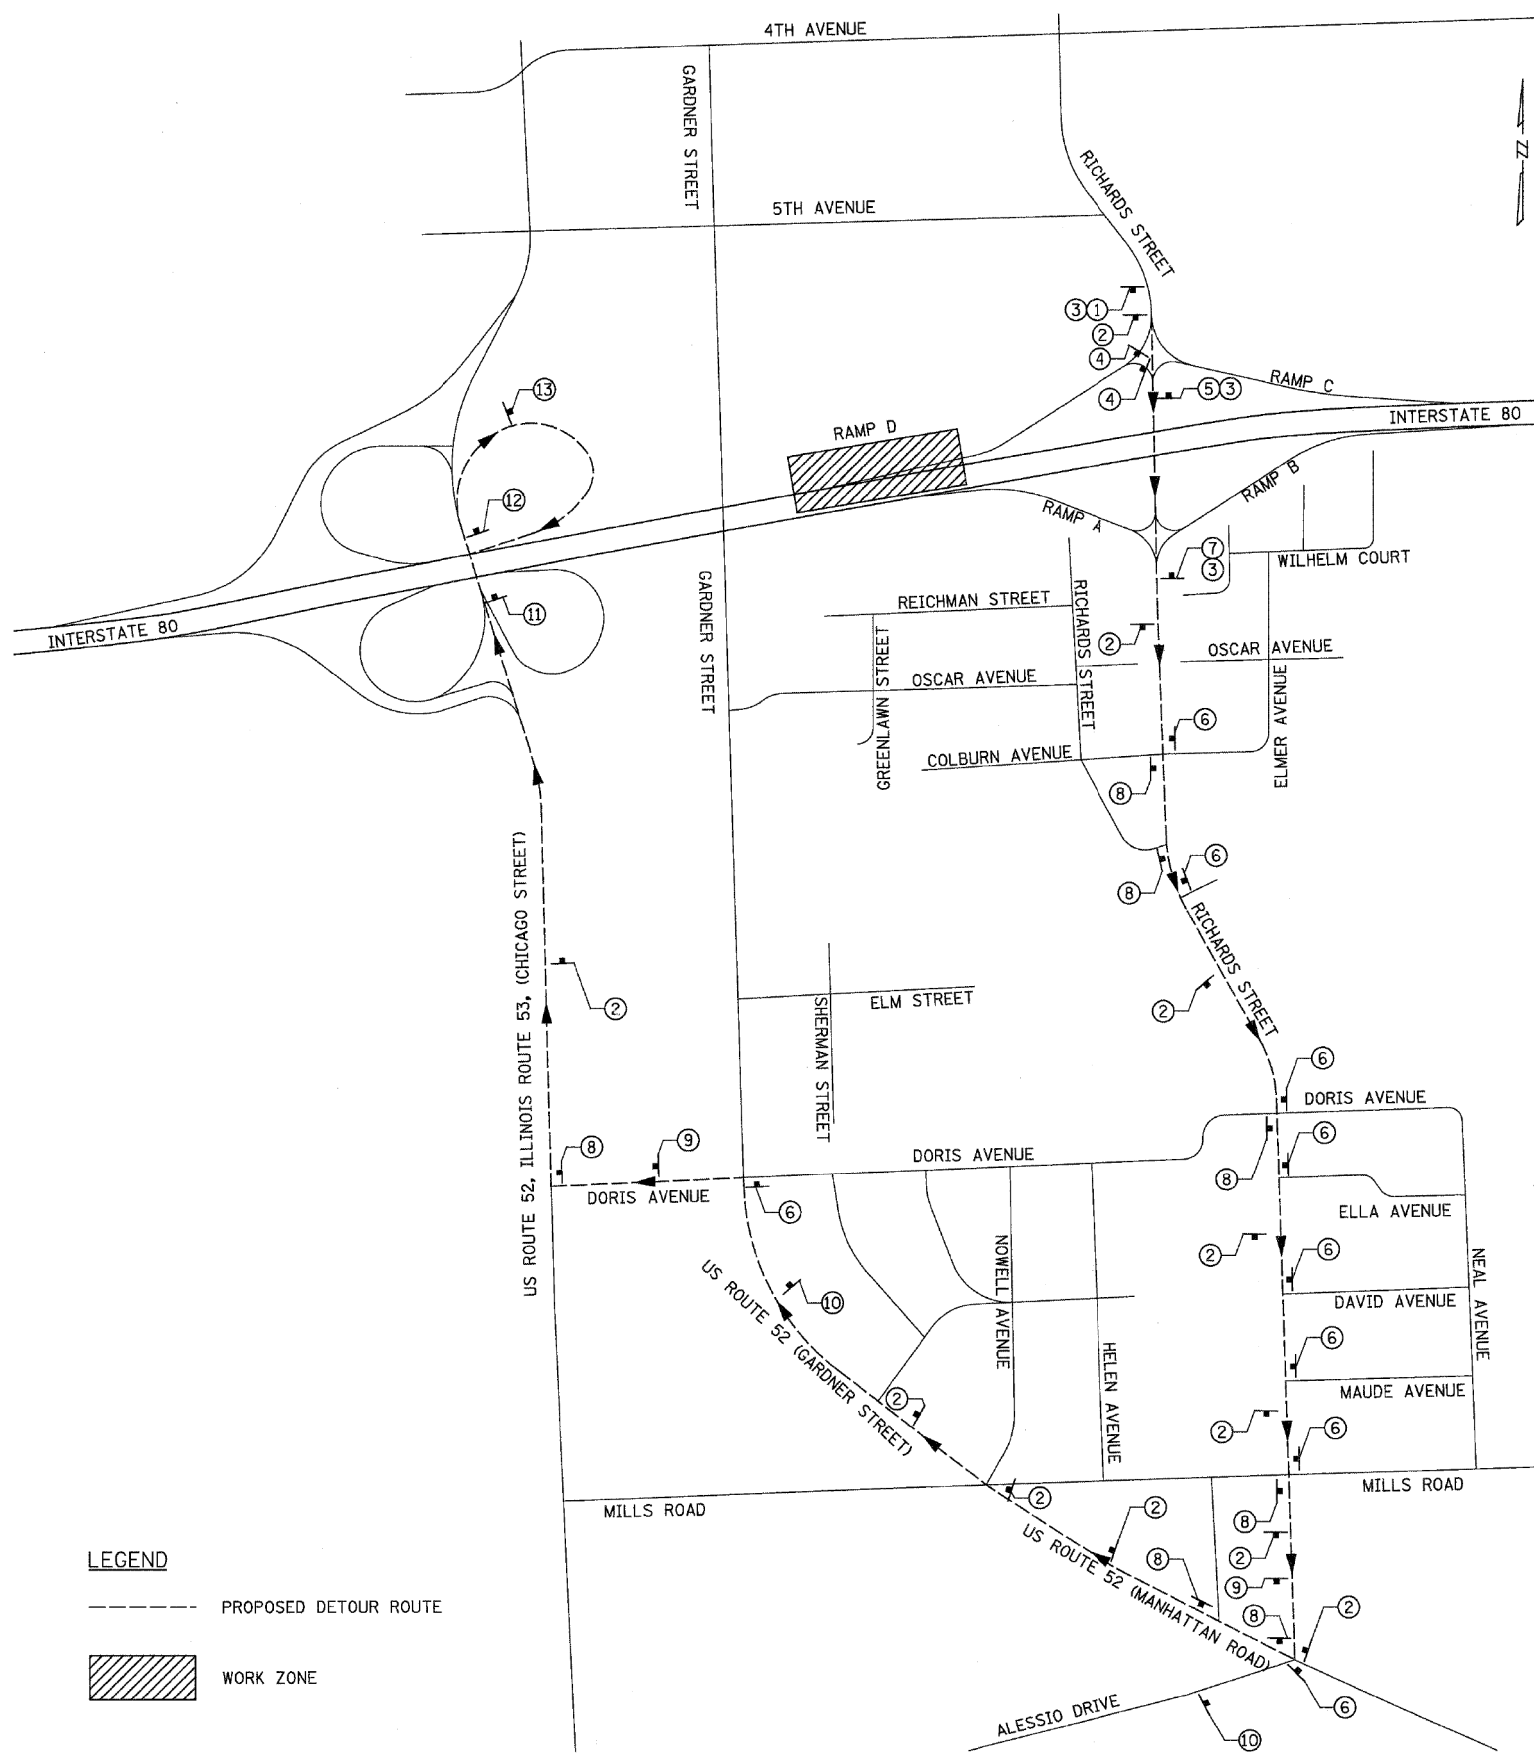 4TH AVENUE
GARDNER STREET
RICHARDS STREET
5TH AVENUE
3 1
2
4
4
5 3
RAMP C
INTERSTATE 80
RAMP D
RAMP B
RAMP A
13
12
11
INTERSTATE 80
7
3
WILHELM COURT
REICHMAN STREET
RICHARDS STREET
2
OSCAR AVENUE
GREENLAWN STREET
OSCAR AVENUE
GARDNER STREET
ELMER AVENUE
6
COLBURN AVENUE
8
6
8
RICHARDS STREET
US ROUTE 52, ILLINOIS ROUTE 53, (CHICAGO STREET)
2
ELM STREET
SHERMAN STREET
2
6
DORIS AVENUE
6
8
8
9
DORIS AVENUE
DORIS AVENUE
6
ELLA AVENUE
2
6
NEAL AVENUE
NOWELL AVENUE
US ROUTE 52 (GARDNER STREET)
10
DAVID AVENUE
6
HELEN AVENUE
MAUDE AVENUE
2
2
6
MILLS ROAD
2
MILLS ROAD
8
2
US ROUTE 52 (MANHATTAN ROAD)
8
2
9
8
2
6
ALESSIO DRIVE
10
LEGEND
PROPOSED DETOUR ROUTE
WORK ZONE